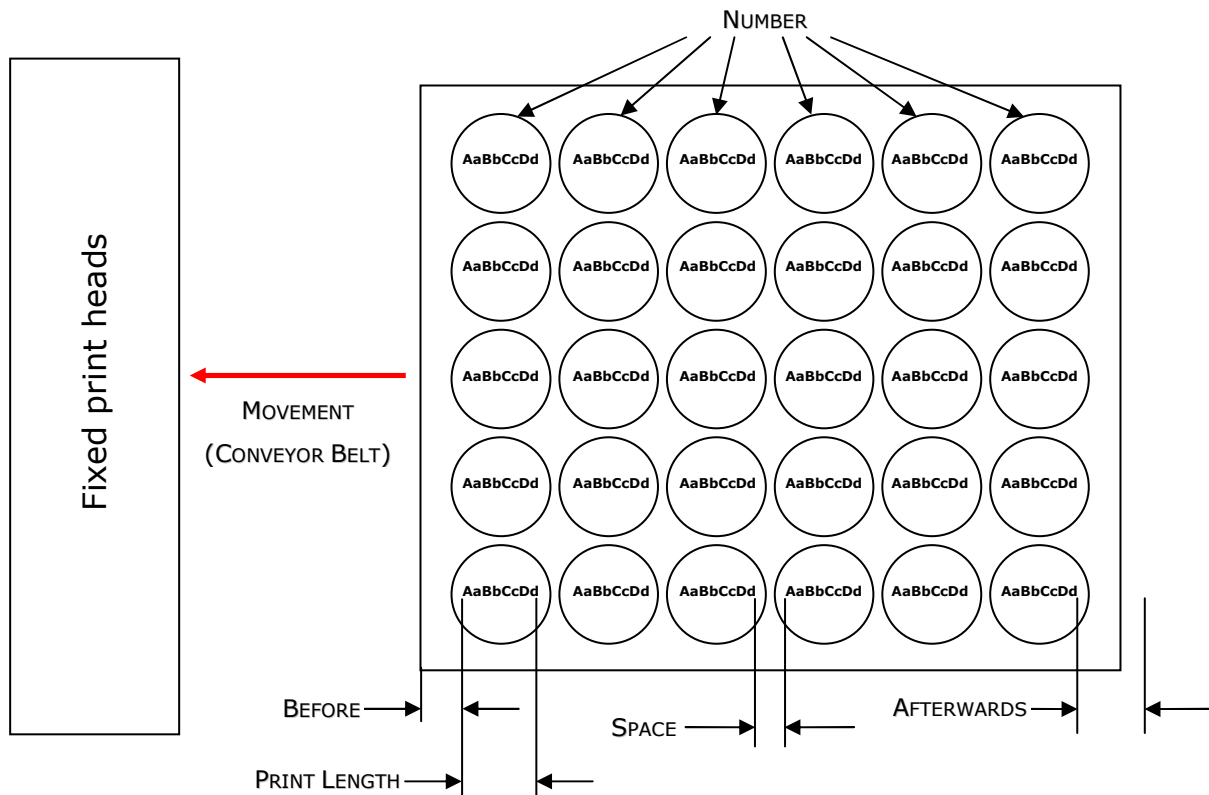 NUMBER
AaBbCcDd AaBbCcDd AaBbCcDd AaBbCcDd AaBbCcDd AaBbCcDd
AaBbCcDd AaBbCcDd AaBbCcDd AaBbCcDd AaBbCcDd AaBbCcDd
Fixed print heads
AaBbCcDd AaBbCcDd AaBbCcDd AaBbCcDd AaBbCcDd AaBbCcDd
MOVEMENT
(CONVEYOR BELT)
AaBbCcDd AaBbCcDd AaBbCcDd AaBbCcDd AaBbCcDd AaBbCcDd
AaBbCcDd AaBbCcDd AaBbCcDd AaBbCcDd AaBbCcDd AaBbCcDd
BEFORE
SPACE
AFTERWARDS
PRINT LENGTH